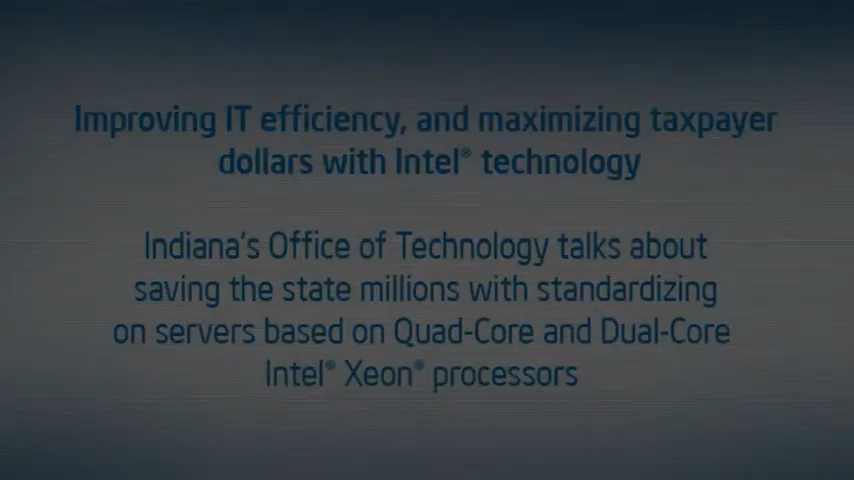 Improving IT efficiency, and maximizing taxpayer
dollars with Intel® technology
Indiana's Office of Technology talks about
saving the state millions with standardizing
on servers based on Quad-Core and Dual-Core
Intel® Xeon® processors